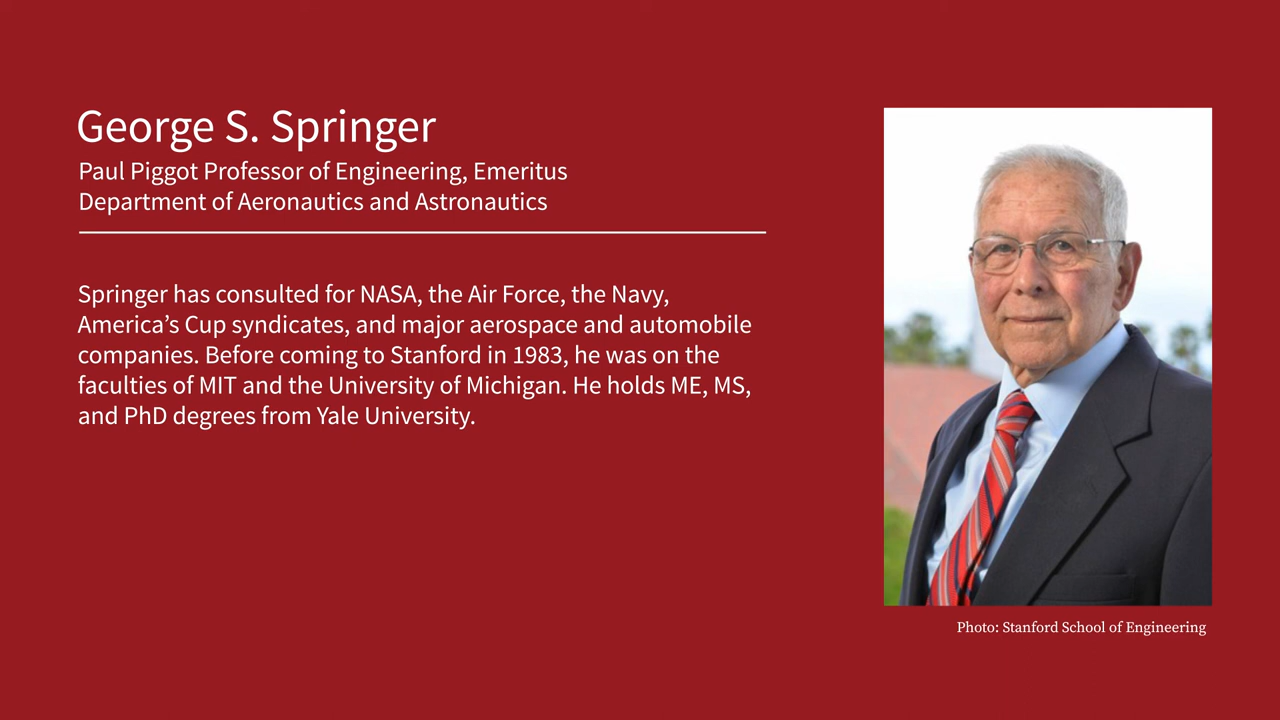 George S. Springer
Paul Piggot Professor of Engineering, Emeritus
Department of Aeronautics and Astronautics
Springer has consulted for NASA, the Air Force, the Navy,
America’s Cup syndicates, and major aerospace and automobile
companies. Before coming to Stanford in 1983, he was on the
faculties of MIT and the University of Michigan. He holds ME, MS,
and PhD degrees from Yale University.
Photo: Stanford School of Engineering